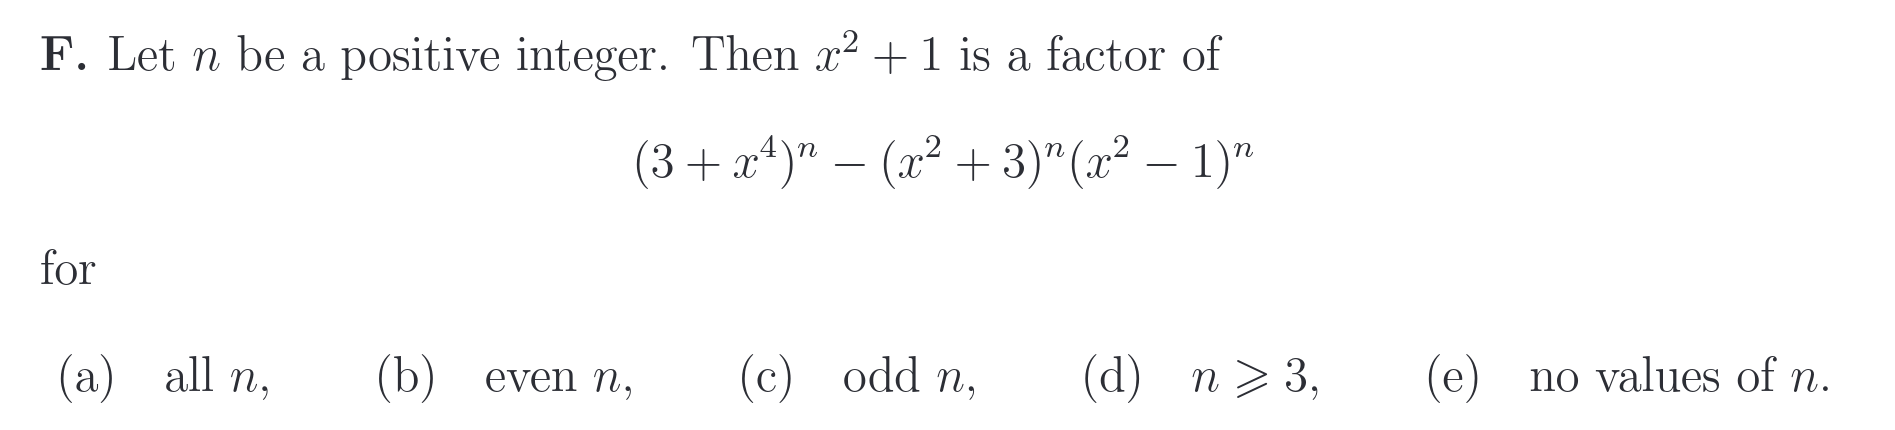 F. Let n be a positive integer. Then x² + 1 is a factor of
(3 + x⁴)ⁿ − (x² + 3)ⁿ(x² − 1)ⁿ
for
(a) all n, (b) even n, (c) odd n, (d) n ⩾ 3, (e) no values of n.